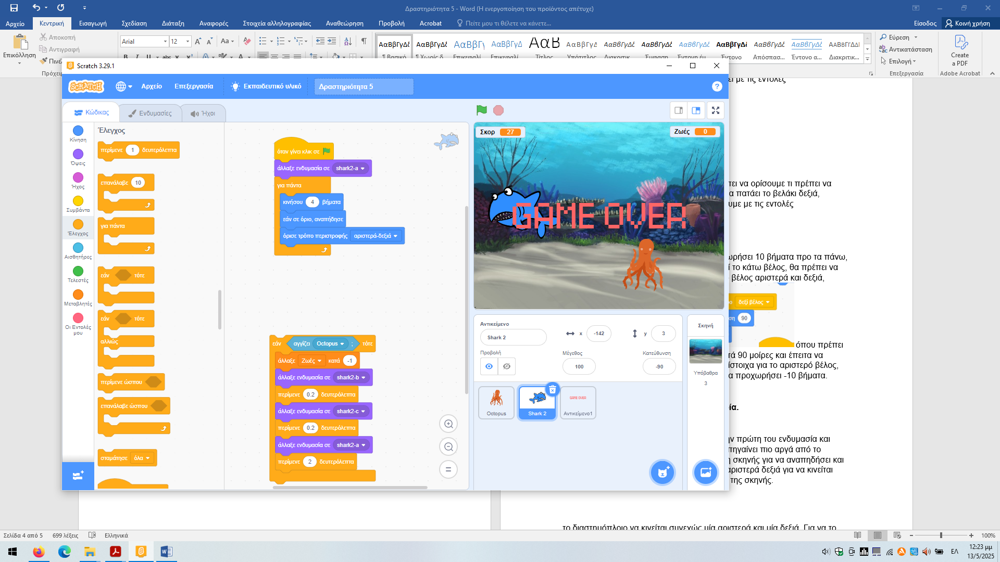 Δραστηριότητα 5 - Word (Η ενεργοποίηση του προϊόντος απέτυχε)
Αρχείο Κεντρική Εισαγωγή Σχεδίαση Διάταξη Αναφορές Στοιχεία αλληλογραφίας Αναθεώρηση Προβολή Acrobat Πείτε μου τι θέλετε να κάνετε... Είσοδος Κοινή χρήση
Επικόλληση
Αποκοπή
Αντιγραφή
Arial 12
Aa
ΑαΒβΓγΔδ ΑαΒβΓγΔδ ΑαΒβΓγ ΑαΒβΓγΔ ΑαΒ ΑαΒβΓγΔ ΑαΒβΓγΔδ ΑαΒβΓγΔδ ΑαΒβΓγΔδ ΑαΒβΓγΔδ ΑαΒβΓγΔδ ΑαΒβΓγΔδ ΑΑΒΒΓΓΔΔ
¶ Βασικό Τίτλος Υπότιτλος Διακριτικ... Έμφαση Έντονο Απόσπασ... Έντονο α... Διακριτικ...
Εύρεση
Αντικατάσταση
Επιλογή
Επεξεργασία
Create
a PDF
Adobe Acrobat
Scratch 3.29.1
SCRATCH Αρχείο Επεξεργασία Εκπαιδευτικό υλικό Δραστηριότητα 5
Κώδικας Ενδυμασίες Ήχοι
Κίνηση
Όψεις
Ήχος
Συμβάντα
Έλεγχος
Αισθητήρες
Τελεστές
Μεταβλητές
Οι Εντολές
μου
Έλεγχος
περίμενε 1 δευτερόλεπτα
επανάλαβε 10
για πάντα
εάν τότε
εάν τότε
αλλιώς
περίμενε ώσπου
επανάλαβε ώσπου
σταμάτησε όλα
όταν γίνει κλικ σε
άλλαξε ενδυμασία σε shark2-a
για πάντα
κινήσου 4 βήματα
εάν σε όριο, αναπήδησε
όρισε τρόπο περιστροφής αριστερά-δεξιά
εάν αγγίζει Octopus ; τότε
άλλαξε Ζωές κατά -1
άλλαξε ενδυμασία σε shark2-b
περίμενε 0.2 δευτερόλεπτα
άλλαξε ενδυμασία σε shark2-c
περίμενε 0.2 δευτερόλεπτα
άλλαξε ενδυμασία σε shark2-a
περίμενε 2 δευτερόλεπτα
Σκορ 27
Ζωές 0
GAME OVER
Αντικείμενο
Shark 2
x -142 y 3
Προβολή Μέγεθος Κατεύθυνση
100 -90
Octopus Shark 2 Αντικείμενο1
GAME OVER
Σκηνή
Υπόβαθρα
3
ει με τις εντολές
πει να ορίσουμε τι πρέπει να
α πατάει το βελάκι δεξιά,
υμε με τις εντολές
ωρήσει 10 βήματα προ τα πάνω,
ί το κάτω βέλος, θα πρέπει να
βέλος αριστερά και δεξιά,
δεξί βέλος
90
όπου πρέπει
τά 90 μοίρες και έπειτα να
ίστοιχα για το αριστερό βέλος,
α προχωρήσει -10 βήματα.
ία.
ην πρώτη του ενδυμασία και
πηγαίνει πιο αργά από το
η σκηνής για να αναπηδήσει και
αριστερά δεξιά για να κινείται
της σκηνής.
το διαστημόπλοιο να κινείται συνεχώς μία αριστερά και μία δεξιά. Για να το
Σελίδα 4 από 5 699 λέξεις Ελληνικά
100%
ΕΛ
12:23 μμ
13/5/2025